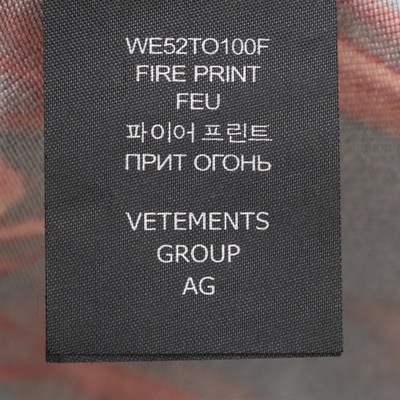 WE52TO100F
FIRE PRINT
FEU
파이어 프린트
ПРИТ ОГОНЬ
VETEMENTS
GROUP
AG